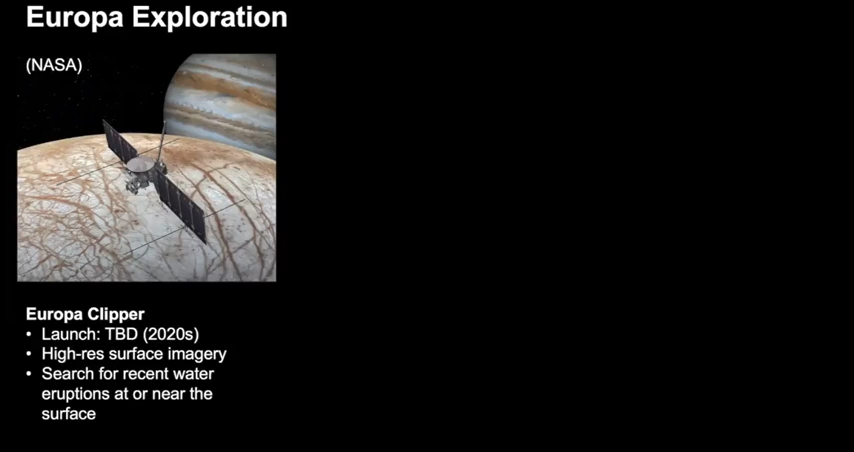 Europa Exploration
(NASA)
Europa Clipper
• Launch: TBD (2020s)
• High-res surface imagery
• Search for recent water
eruptions at or near the
surface